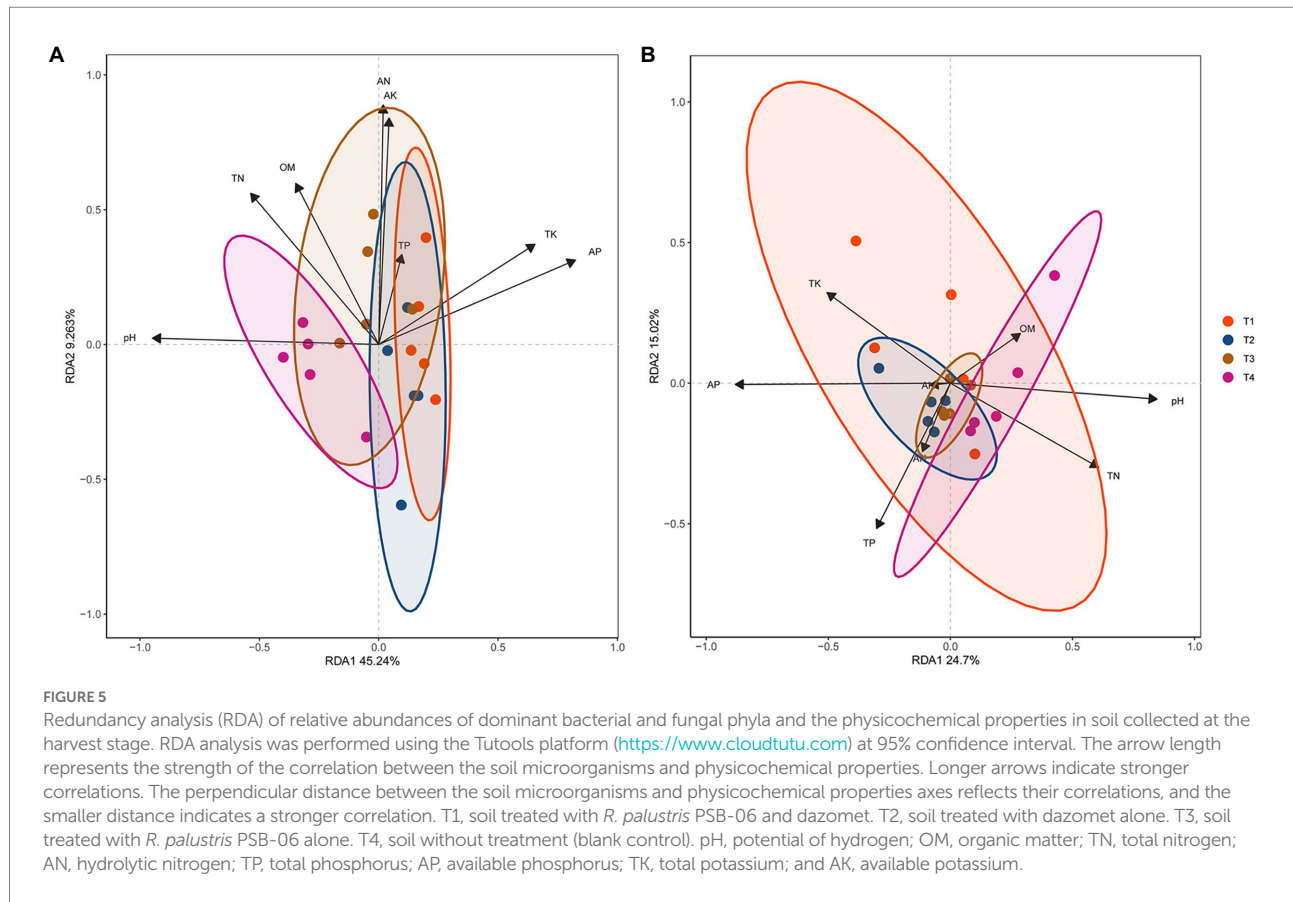 A
1.0
0.5
0.0
−0.5
−1.0
RDA2 9.263%
AN
AK
OM
TN
TP
TK
AP
pH
−1.0 −0.5 0.0 0.5 1.0
RDA1 45.24%
B
1.0
0.5
0.0
−0.5
RDA2 15.02%
TK
OM
AP
pH
TN
TP
−1.0 −0.5 0.0 0.5 1.0
RDA1 24.7%
T1
T2
T3
T4
FIGURE 5
Redundancy analysis (RDA) of relative abundances of dominant bacterial and fungal phyla and the physicochemical properties in soil collected at the
harvest stage. RDA analysis was performed using the Tutools platform (https://www.cloudtutu.com) at 95% confidence interval. The arrow length
represents the strength of the correlation between the soil microorganisms and physicochemical properties. Longer arrows indicate stronger
correlations. The perpendicular distance between the soil microorganisms and physicochemical properties axes reflects their correlations, and the
smaller distance indicates a stronger correlation. T1, soil treated with R. palustris PSB-06 and dazomet. T2, soil treated with dazomet alone. T3, soil
treated with R. palustris PSB-06 alone. T4, soil without treatment (blank control). pH, potential of hydrogen; OM, organic matter; TN, total nitrogen;
AN, hydrolytic nitrogen; TP, total phosphorus; AP, available phosphorus; TK, total potassium; and AK, available potassium.